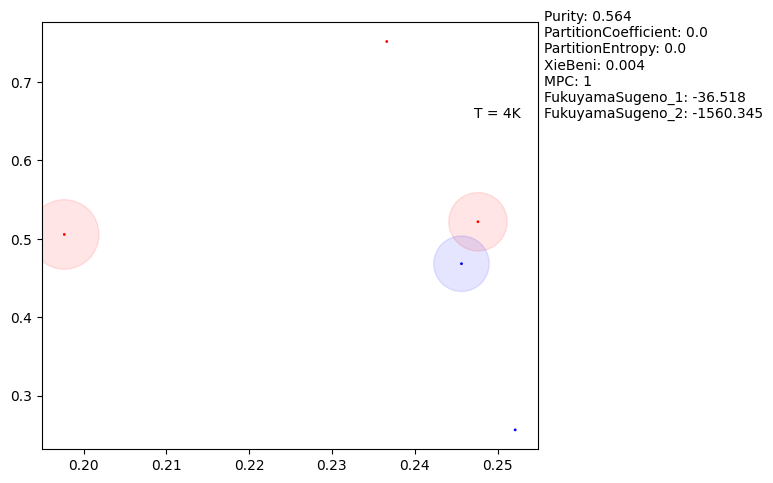 Purity: 0.564
PartitionCoefficient: 0.0
PartitionEntropy: 0.0
XieBeni: 0.004
MPC: 1
FukuyamaSugeno_1: -36.518
FukuyamaSugeno_2: -1560.345
T = 4K
0.7
0.6
0.5
0.4
0.3
0.20
0.21
0.22
0.23
0.24
0.25